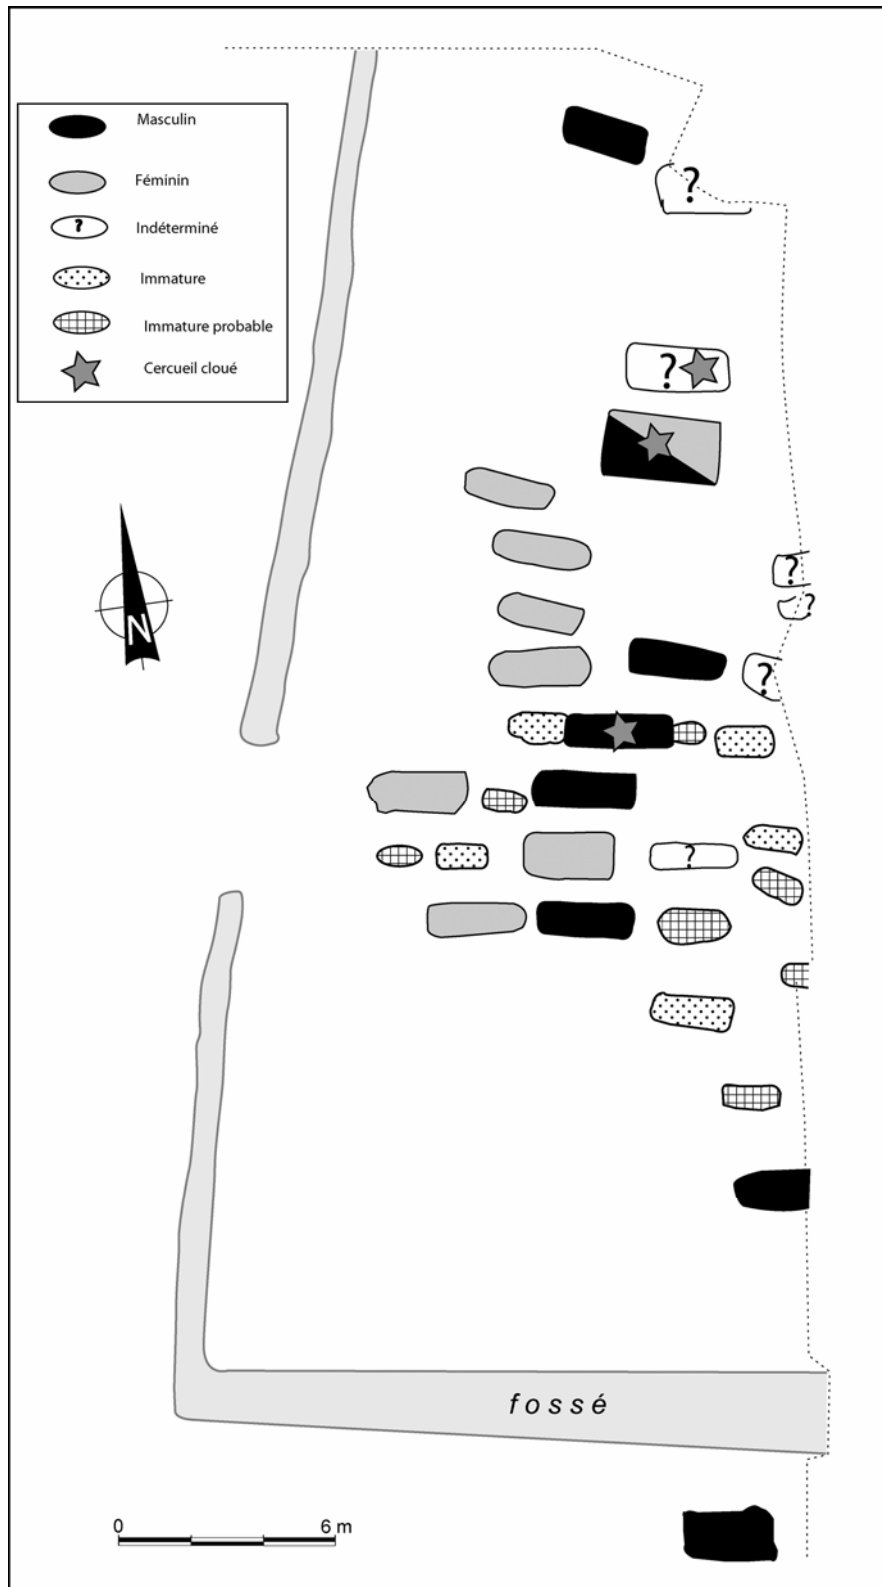 Masculin
Féminin
? Indéterminé
Immature
Immature probable
Cercueil cloué
?
?
?
?
N
?
?
fossé
0 6 m